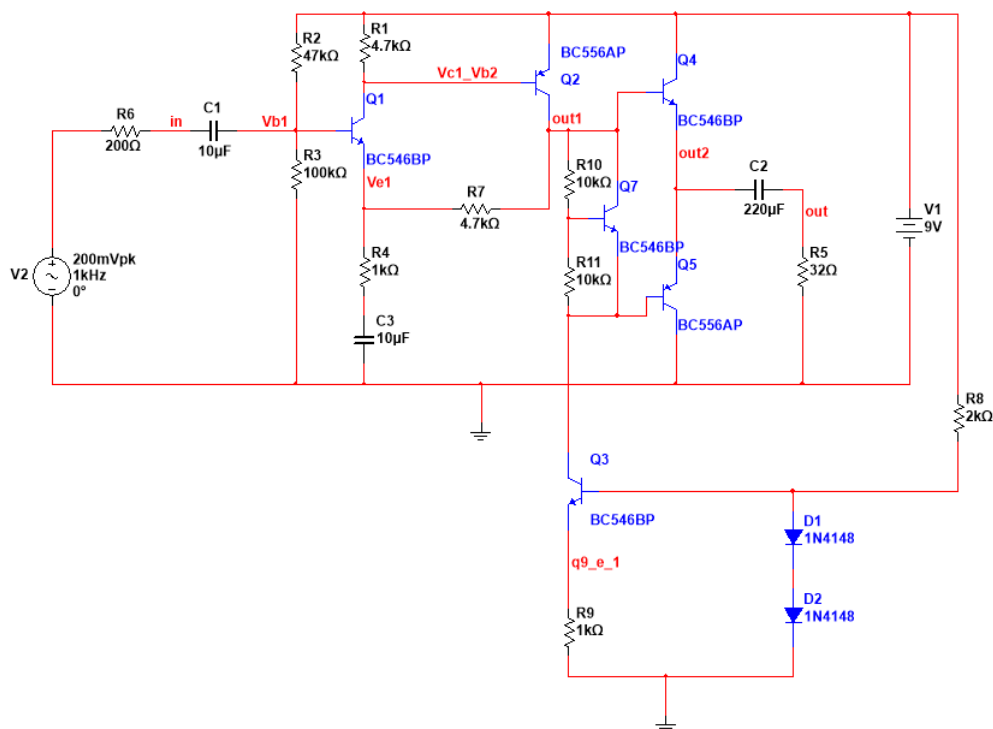 R2
47kΩ
R1
4.7kΩ
BC556AP
Q2
Q4
BC546BP
Vc1_Vb2
Q1
BC546BP
R6
200Ω
in
C1
10µF
Vb1
R3
100kΩ
Ve1
R7
4.7kΩ
out1
R10
10kΩ
Q7
BC546BP
out2
C2
220µF
out
R5
32Ω
V1
9V
V2
200mVpk
1kHz
0°
R4
1kΩ
C3
10µF
R11
10kΩ
Q5
BC556AP
R8
2kΩ
Q3
BC546BP
D1
1N4148
q9_e_1
D2
1N4148
R9
1kΩ